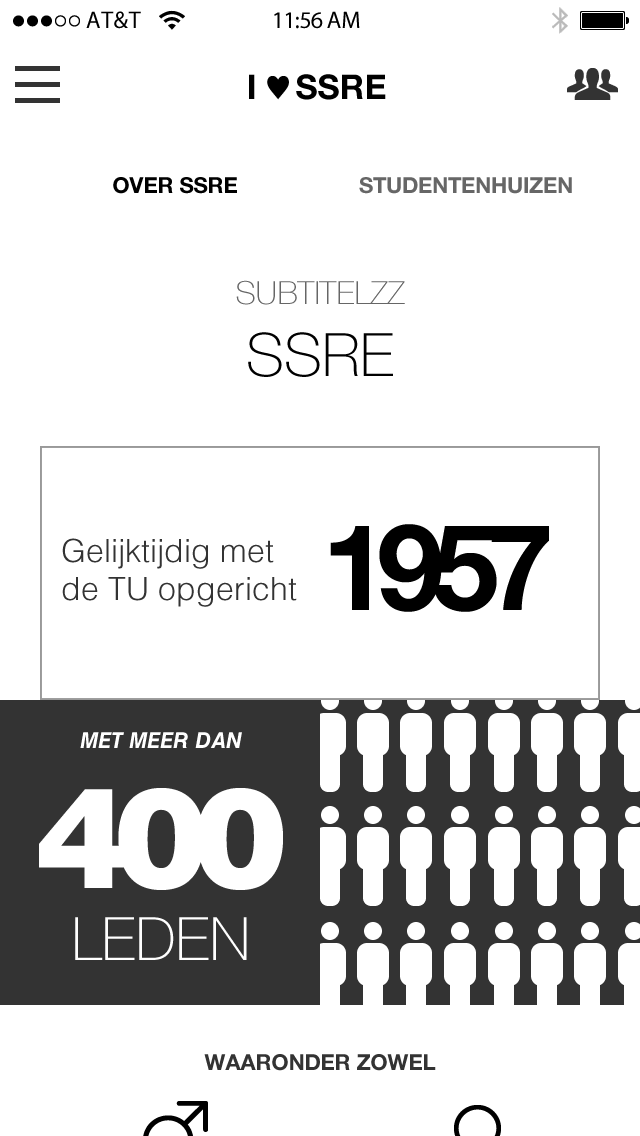 AT&T 11:56 AM
I ♥ SSRE
OVER SSRE STUDENTENHUIZEN
SUBTITELZZ
SSRE
Gelijktijdig met
de TU opgericht
1957
MET MEER DAN
400
LEDEN
WAARONDER ZOWEL